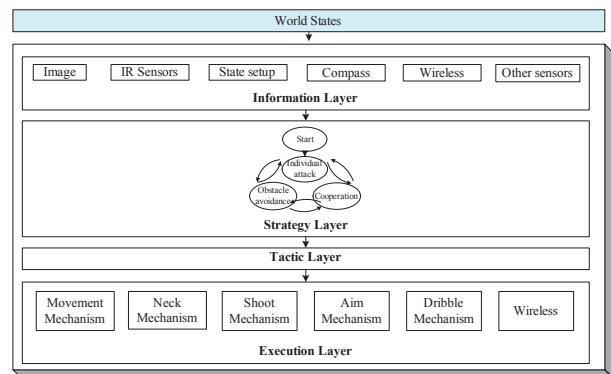 World States
Image IR Sensors State setup Compass Wireless Other sensors
Information Layer
Start
Individual
attack
Obstacle
avoidance
Cooperation
Strategy Layer
Tactic Layer
Movement
Mechanism
Neck
Mechanism
Shoot
Mechanism
Aim
Mechanism
Dribble
Mechanism
Wireless
Execution Layer